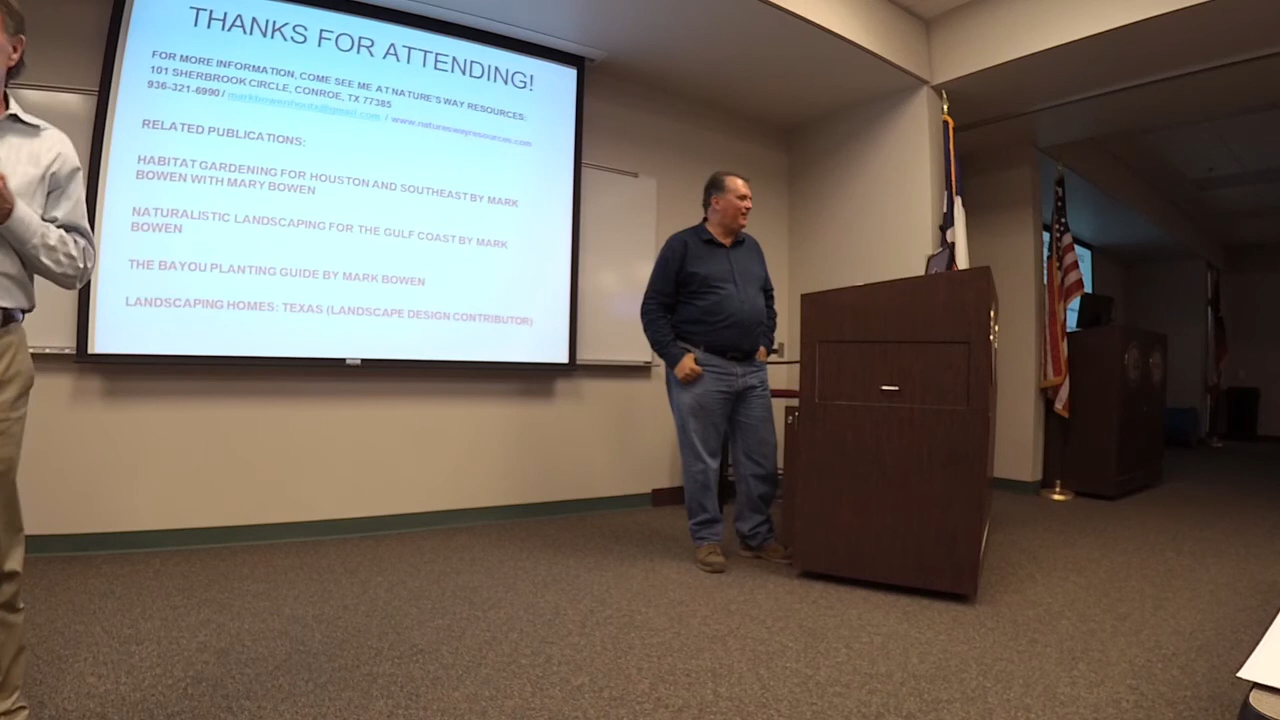 THANKS FOR ATTENDING!
FOR MORE INFORMATION, COME SEE ME AT NATURE'S WAY RESOURCES:
101 SHERBROOK CIRCLE, CONROE, TX 77385
936-321-6990 / markbowenhoutx@gmail.com / www.natureswayresources.com
RELATED PUBLICATIONS:
HABITAT GARDENING FOR HOUSTON AND SOUTHEAST BY MARK
BOWEN WITH MARY BOWEN
NATURALISTIC LANDSCAPING FOR THE GULF COAST BY MARK
BOWEN
THE BAYOU PLANTING GUIDE BY MARK BOWEN
LANDSCAPING HOMES: TEXAS (LANDSCAPE DESIGN CONTRIBUTOR)